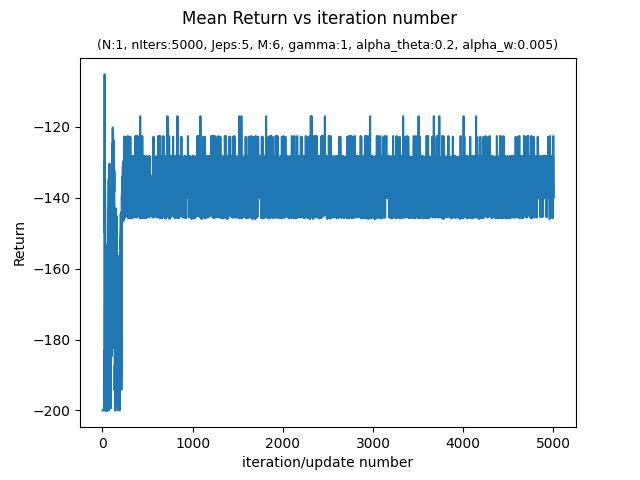 Mean Return vs iteration number
(N:1, nIters:5000, Jeps:5, M:6, gamma:1, alpha_theta:0.2, alpha_w:0.005)
−120
−140
−160
−180
−200
Return
0 1000 2000 3000 4000 5000
iteration/update number